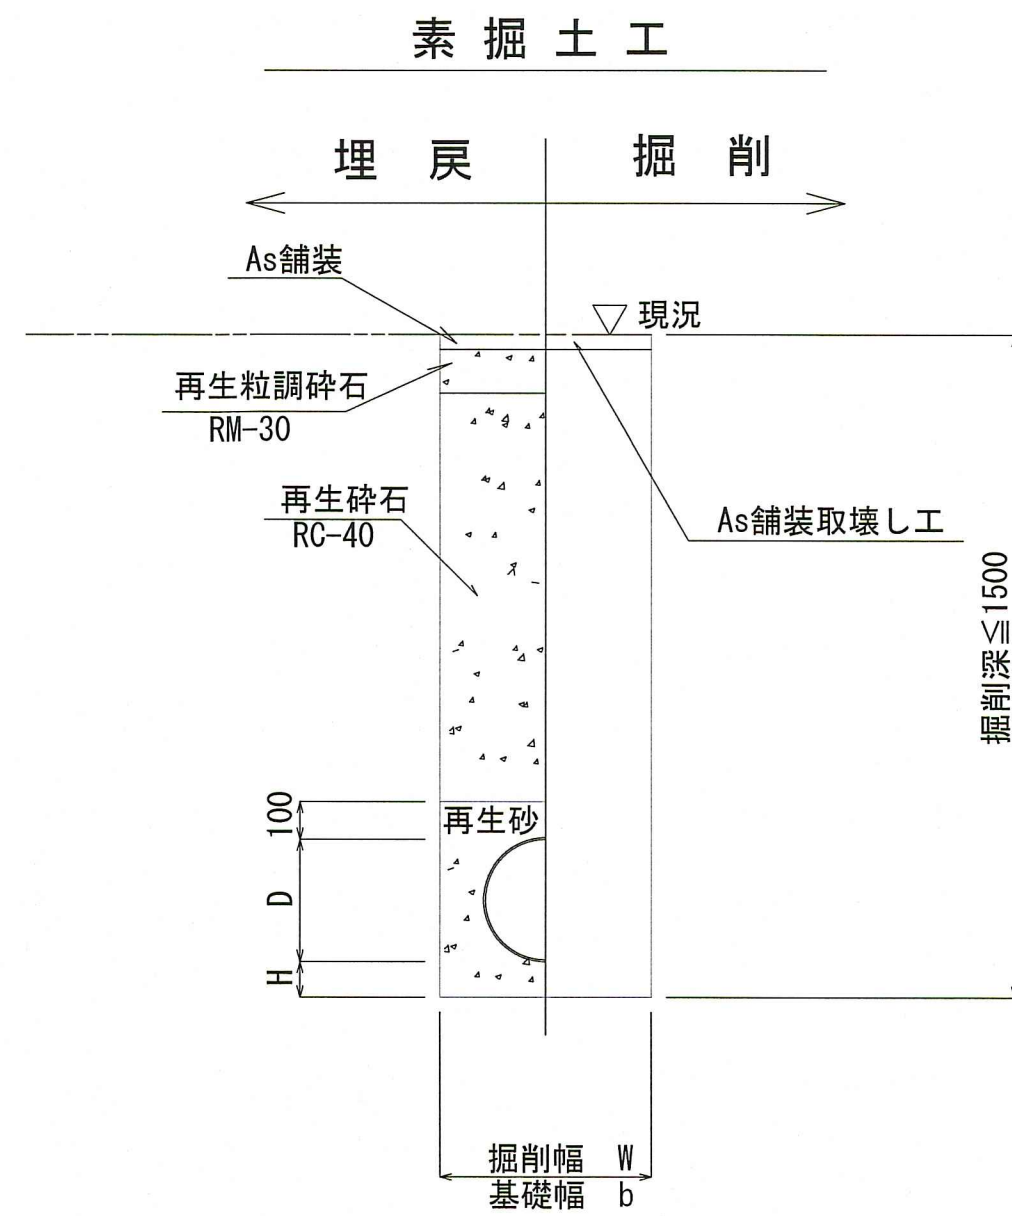 素掘土工
埋戻
掘削
As舗装
現況
再生粒調砕石
RM-30
再生砕石
RC-40
As舗装取壊し工
掘削深≦1500
100
再生砂
D
H
掘削幅 W
基礎幅 b